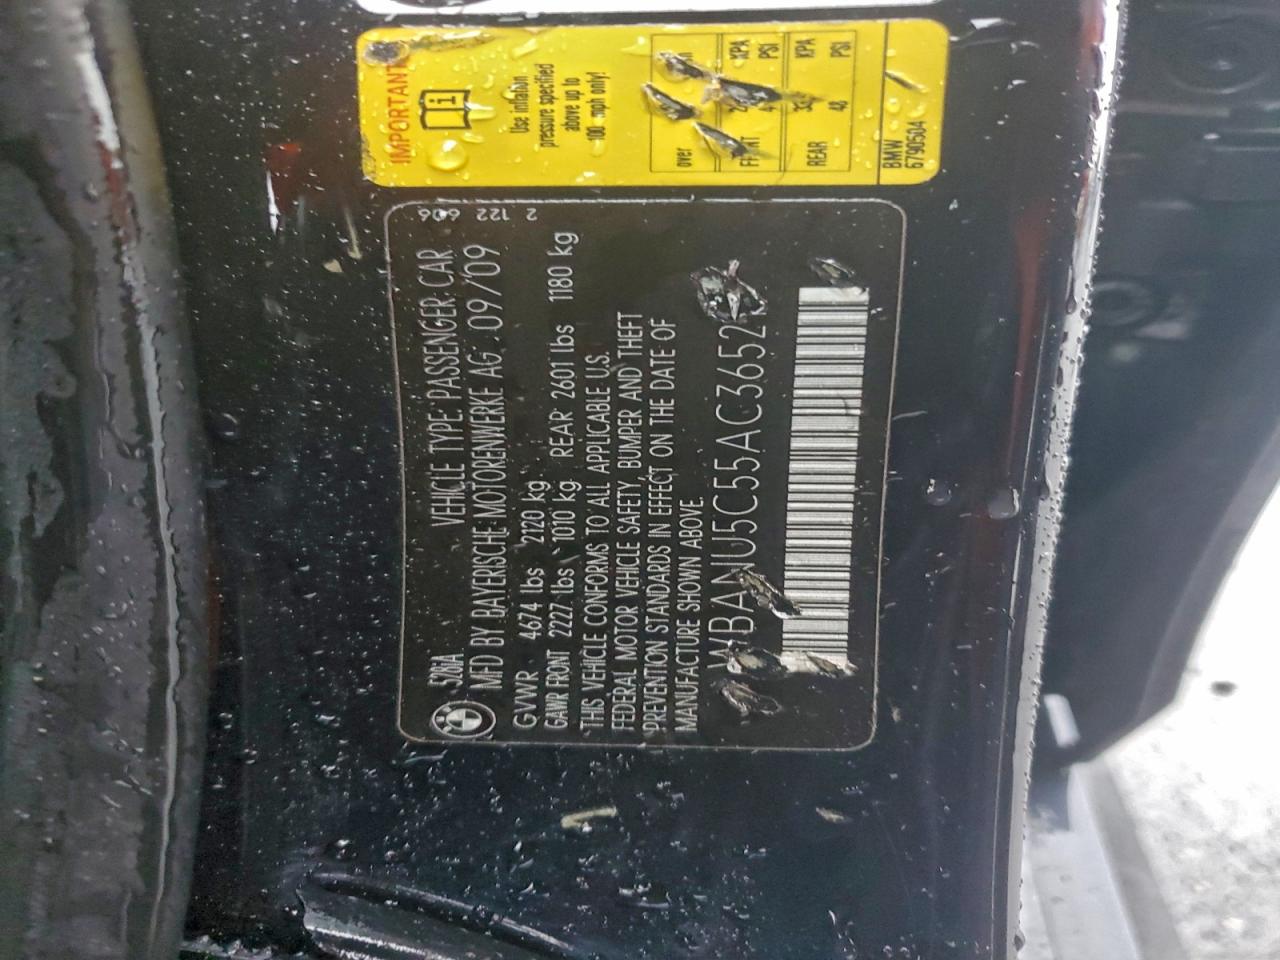 IMPORTANT
Use inflation
pressure specified
above up to
100 mph only!
over
KPA
PSI
KPA
PSI
REAR
48
BMW
6790504
528iA VEHICLE TYPE: PASSENGER CAR
MFD BY BAYERISCHE MOTORENWERKE AG 09/09
GVWR 4674 lbs 2120 kg
GAWR FRONT 2227 lbs 1010 kg REAR 2601 lbs 1180 kg
THIS VEHICLE CONFORMS TO ALL APPLICABLE U.S.
FEDERAL MOTOR VEHICLE SAFETY, BUMPER AND THEFT
PREVENTION STANDARDS IN EFFECT ON THE DATE OF
MANUFACTURE SHOWN ABOVE.
WBANU5C55AC3652
2 122 606